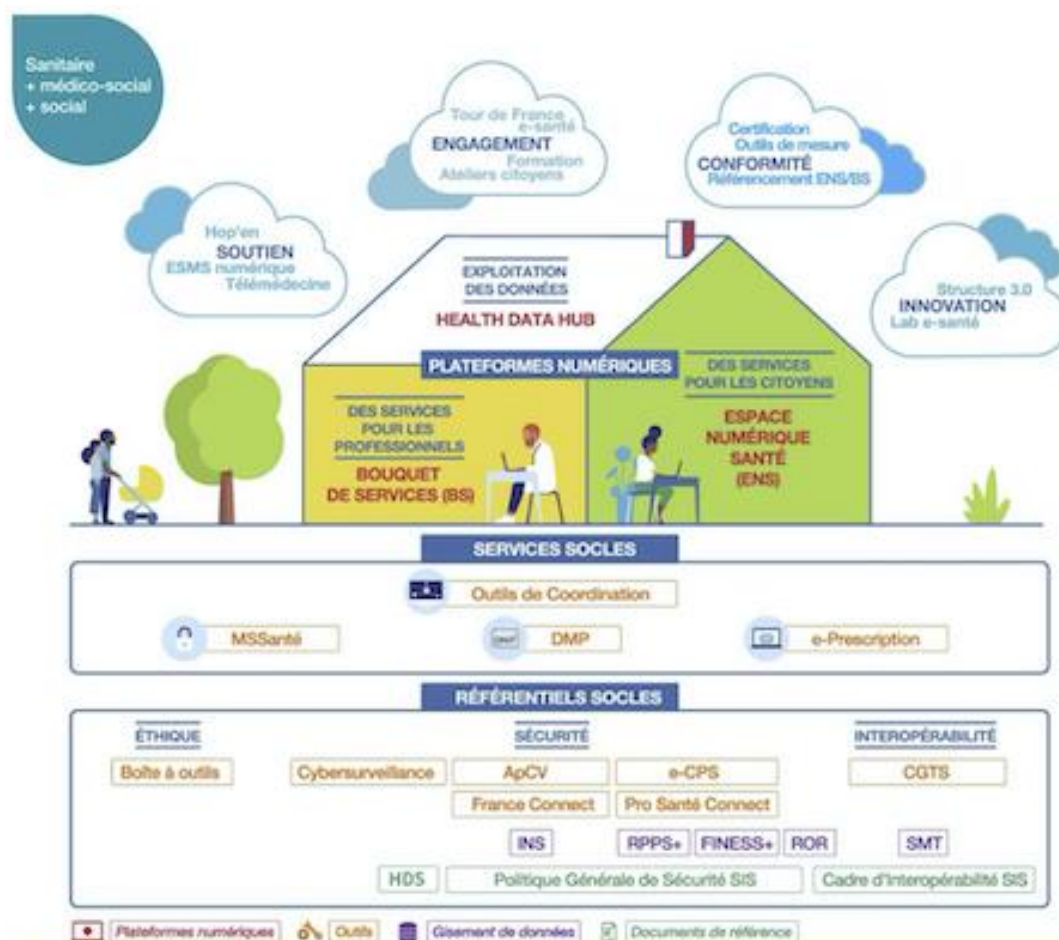 Sanitaire
+ médico-social
+ social
Tour de France
e-santé
ENGAGEMENT
Formation
Ateliers citoyens
Certification
Outils de mesure
CONFORMITÉ
Référencement ENS/BS
Hop'en
SOUTIEN
ESMS numérique
Télémédecine
Structure 3.0
INNOVATION
Lab e-santé
EXPLOITATION
DES DONNÉES
HEALTH DATA HUB
PLATEFORMES NUMÉRIQUES
DES SERVICES
POUR LES CITOYENS
ESPACE
NUMÉRIQUE
SANTÉ
(ENS)
DES SERVICES
POUR LES
PROFESSIONNELS
BOUQUET
DE SERVICES (BS)
SERVICES SOCLES
Outils de Coordination
MSSanté
DMP
e-Prescription
RÉFÉRENTIELS SOCLES
ÉTHIQUE
SÉCURITÉ
INTEROPÉRABILITÉ
Boîte à outils
Cybersurveillance
ApCV
e-CPS
CGTS
France Connect
Pro Santé Connect
INS
RPPS+
FINESS+
ROR
SMT
HDS
Politique Générale de Sécurité SIS
Cadre d'Interopérabilité SIS
Plateformes numériques
Outils
Gisement de données
Documents de référence